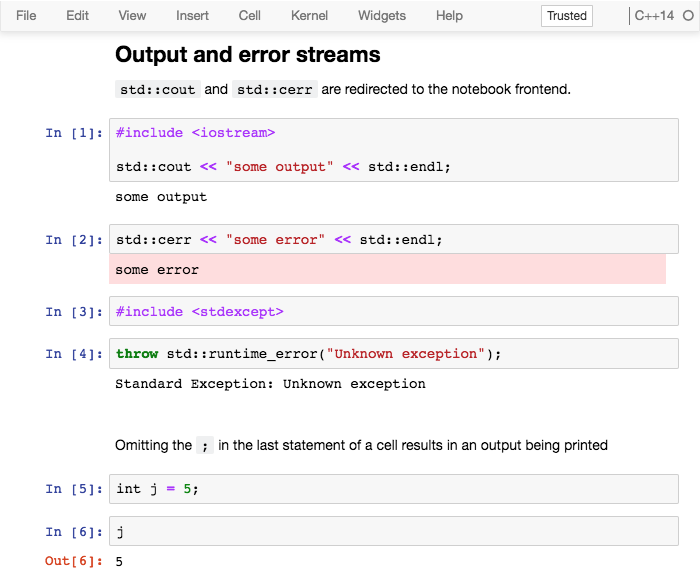 File Edit View Insert Cell Kernel Widgets Help Trusted C++14
Output and error streams
std::cout and std::cerr are redirected to the notebook frontend.
In [1]: #include <iostream>
std::cout << "some output" << std::endl;
some output
In [2]: std::cerr << "some error" << std::endl;
some error
In [3]: #include <stdexcept>
In [4]: throw std::runtime_error("Unknown exception");
Standard Exception: Unknown exception
Omitting the ; in the last statement of a cell results in an output being printed
In [5]: int j = 5;
In [6]: j
Out[6]: 5